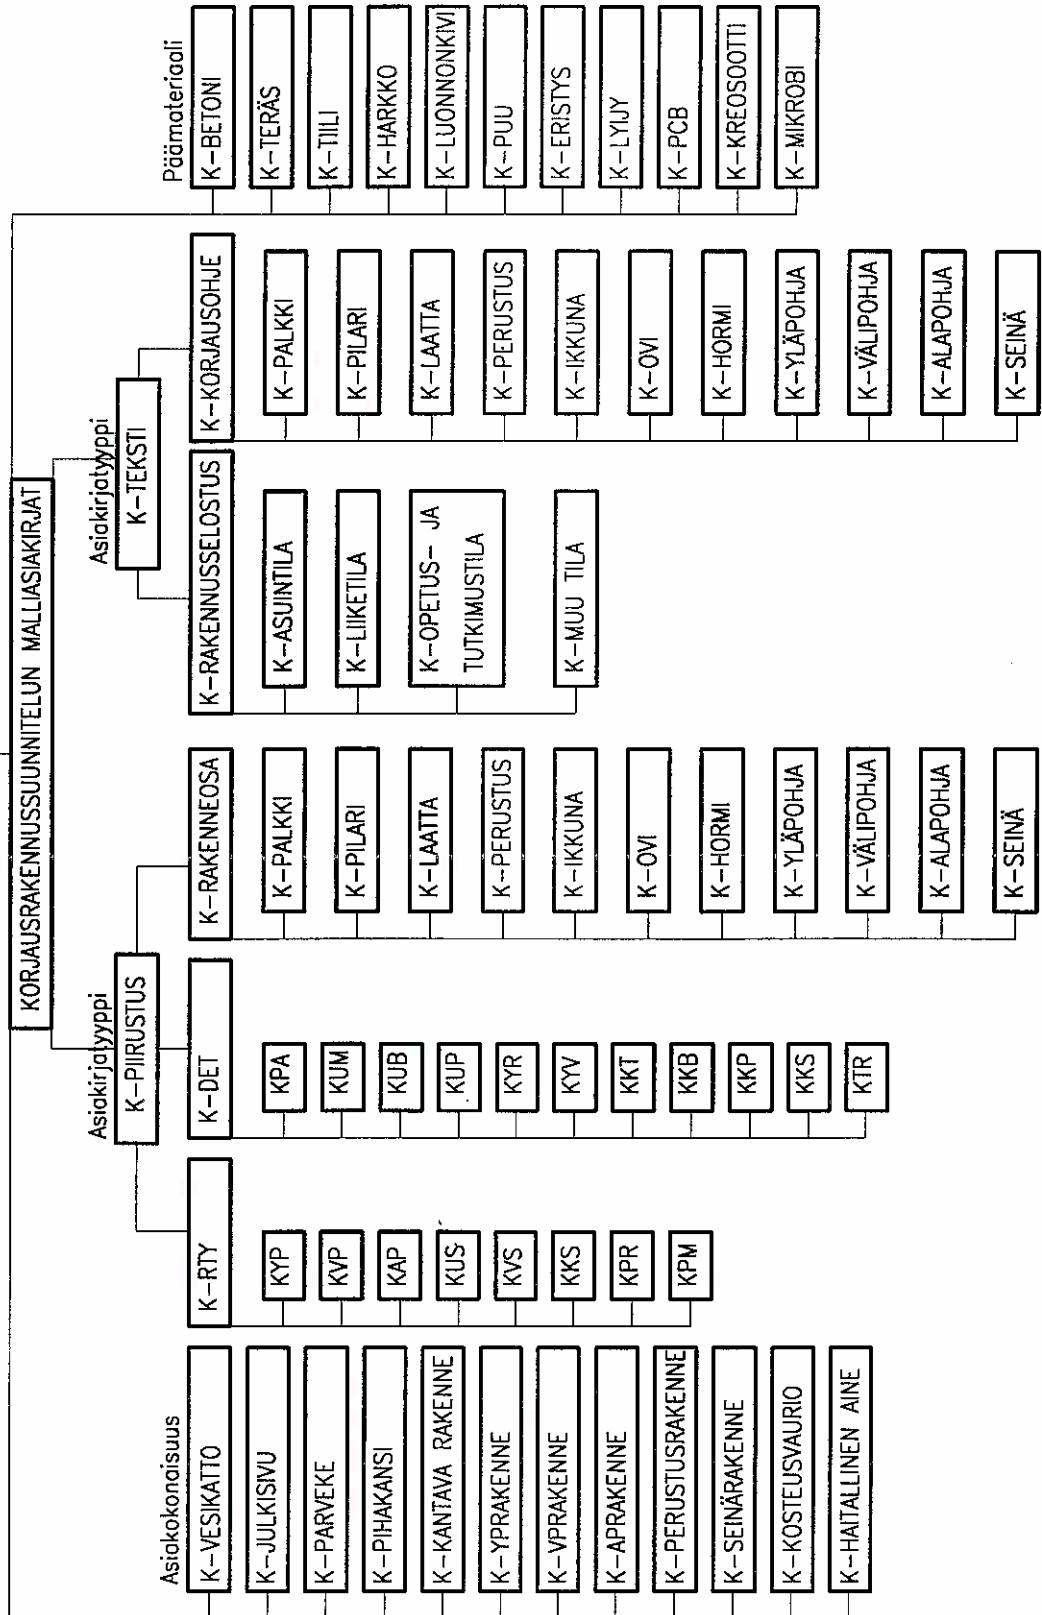 KORJAUSRAKENNUSSUUNNITELUN MALLIASIAKIRJAT
Asiakokonaisuus
K-VESIKATTO
K-JULKISIVU
K-PARVEKE
K-PIHAKANSI
K-KANTAVA RAKENNE
K-YPRAKENNE
K-VPRAKENNE
K-APRAKENNE
K-PERUSTUSRAKENNE
K-SEINÄRAKENNE
K-KOSTEUSVAURIO
K-HAITALLINEN AINE
Asiakirjatyyppi
K-PIIRUSTUS
K-RTY
KYP
KVP
KAP
KUS
KVS
KKS
KPR
KPM
K-DET
KPA
KUM
KUB
KUP
KYR
KYV
KKT
KKB
KKP
KKS
KTR
K-RAKENNEOSA
K-PALKKI
K-PILARI
K-LAATTA
K-PERUSTUS
K-IKKUNA
K-OVI
K-HORMI
K-YLÄPOHJA
K-VÄLIPOHJA
K-ALAPOHJA
K-SEINÄ
Asiakirjatyyppi
K-TEKSTI
K-RAKENNUSSELOSTUS
K-ASUINTILA
K-LIIKETILA
K-OPETUS- JA
TUTKIMUSTILA
K-MUU TILA
K-KORJAUSOHJE
K-PALKKI
K-PILARI
K-LAATTA
K-PERUSTUS
K-IKKUNA
K-OVI
K-HORMI
K-YLÄPOHJA
K-VÄLIPOHJA
K-ALAPOHJA
K-SEINÄ
Päämateriaali
K-BETONI
K-TERÄS
K-TIILI
K-HARKKO
K-LUONNONKIVI
K-PUU
K-ERISTYS
K-LYIJY
K-PCB
K-KREOSOOTTI
K-MIKROBI